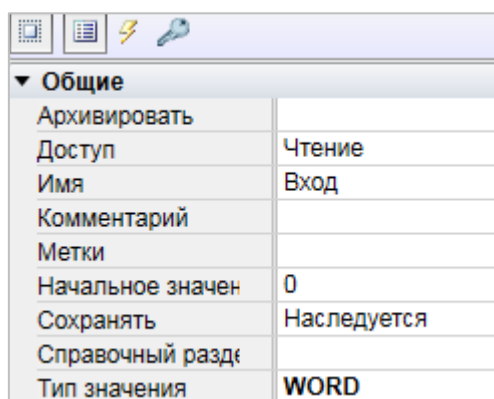 Общие
Архивировать
Доступ Чтение
Имя Вход
Комментарий
Метки
Начальное значен 0
Сохранять Наследуется
Справочный разде
Тип значения WORD